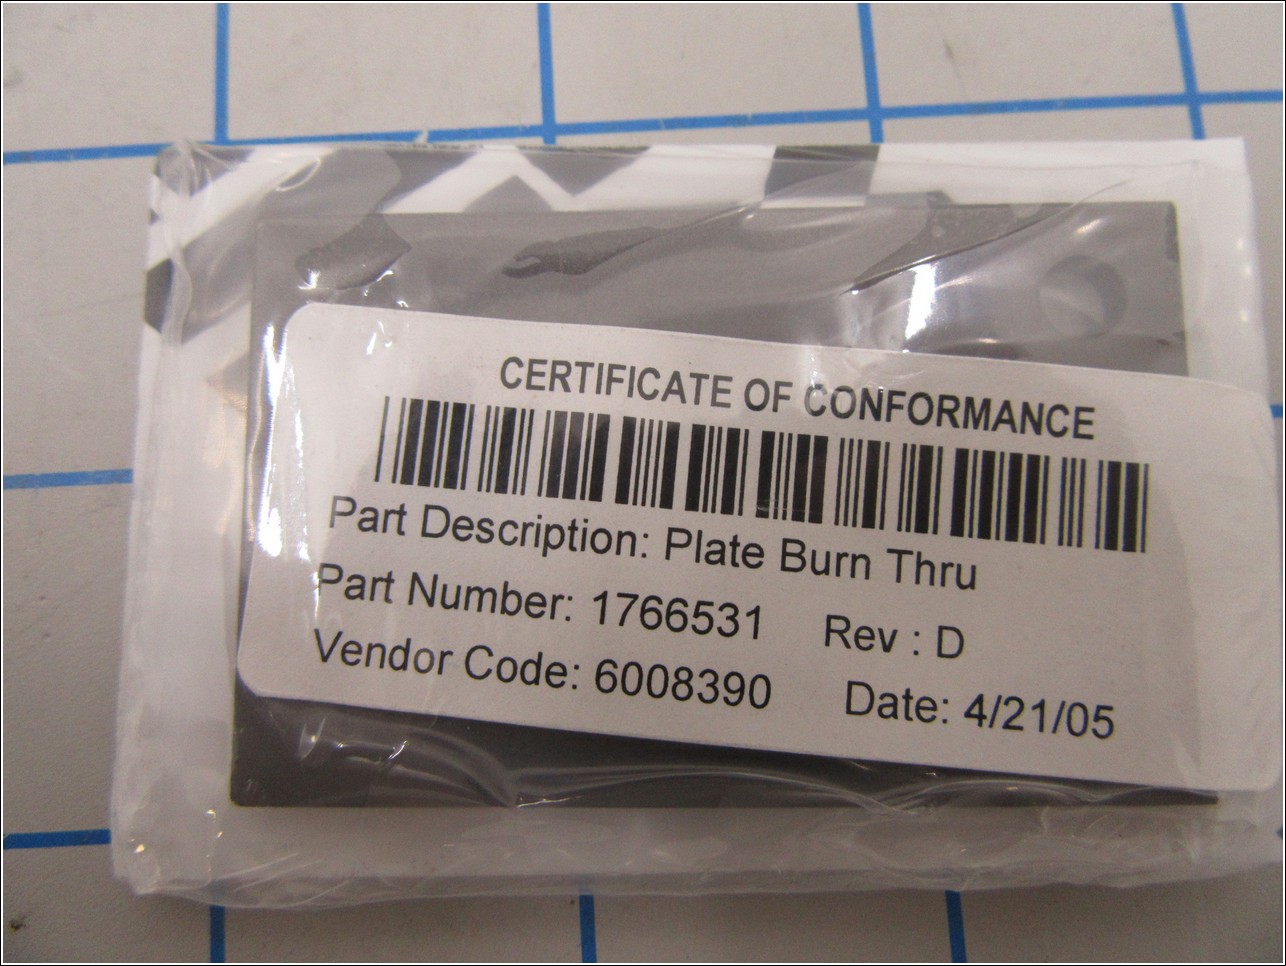 CERTIFICATE OF CONFORMANCE
Part Description: Plate Burn Thru
Part Number: 1766531 Rev : D
Vendor Code: 6008390 Date: 4/21/05